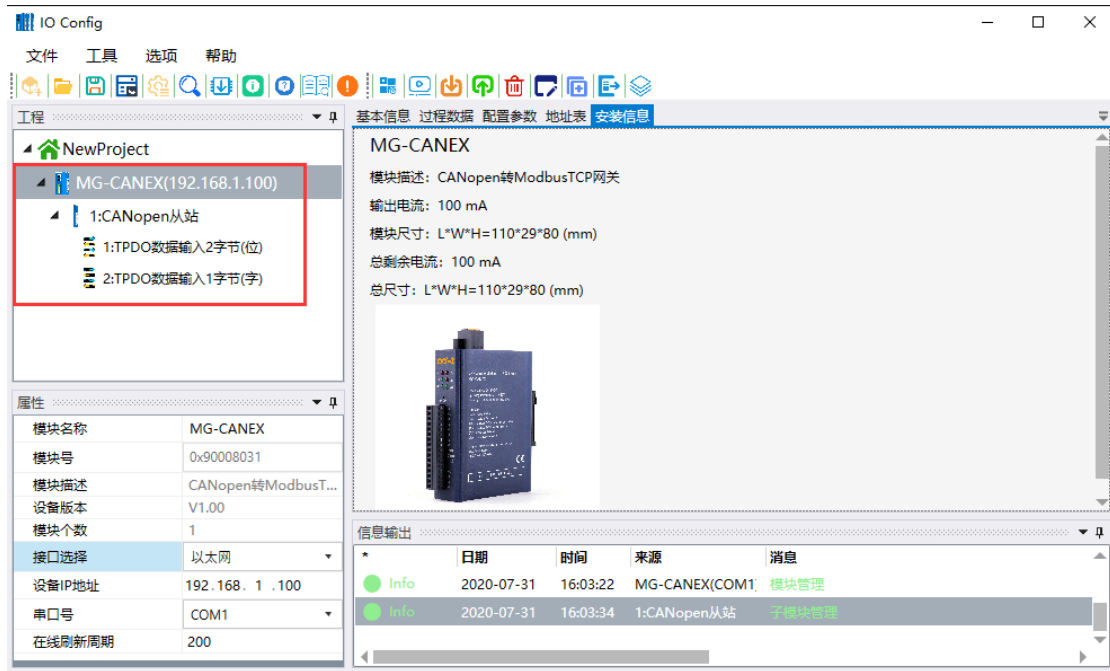 IO Config
文件 工具 选项 帮助
工程
基本信息 过程数据 配置参数 地址表 安装信息
NewProject
MG-CANEX(192.168.1.100)
1:CANopen从站
1:TPDO数据输入2字节(位)
2:TPDO数据输入1字节(字)
MG-CANEX
模块描述：CANopen转ModbusTCP网关
输出电流：100 mA
模块尺寸：L*W*H=110*29*80 (mm)
总剩余电流：100 mA
总尺寸：L*W*H=110*29*80 (mm)
属性
模块名称 MG-CANEX
模块号 0x90008031
模块描述 CANopen转ModbusT...
设备版本 V1.00
模块个数 1
接口选择 以太网
设备IP地址 192.168. 1 .100
串口号 COM1
在线刷新周期 200
信息输出
* 日期 时间 来源 消息
Info 2020-07-31 16:03:22 MG-CANEX(COM1 模块管理
Info 2020-07-31 16:03:34 1:CANopen从站 子模块管理